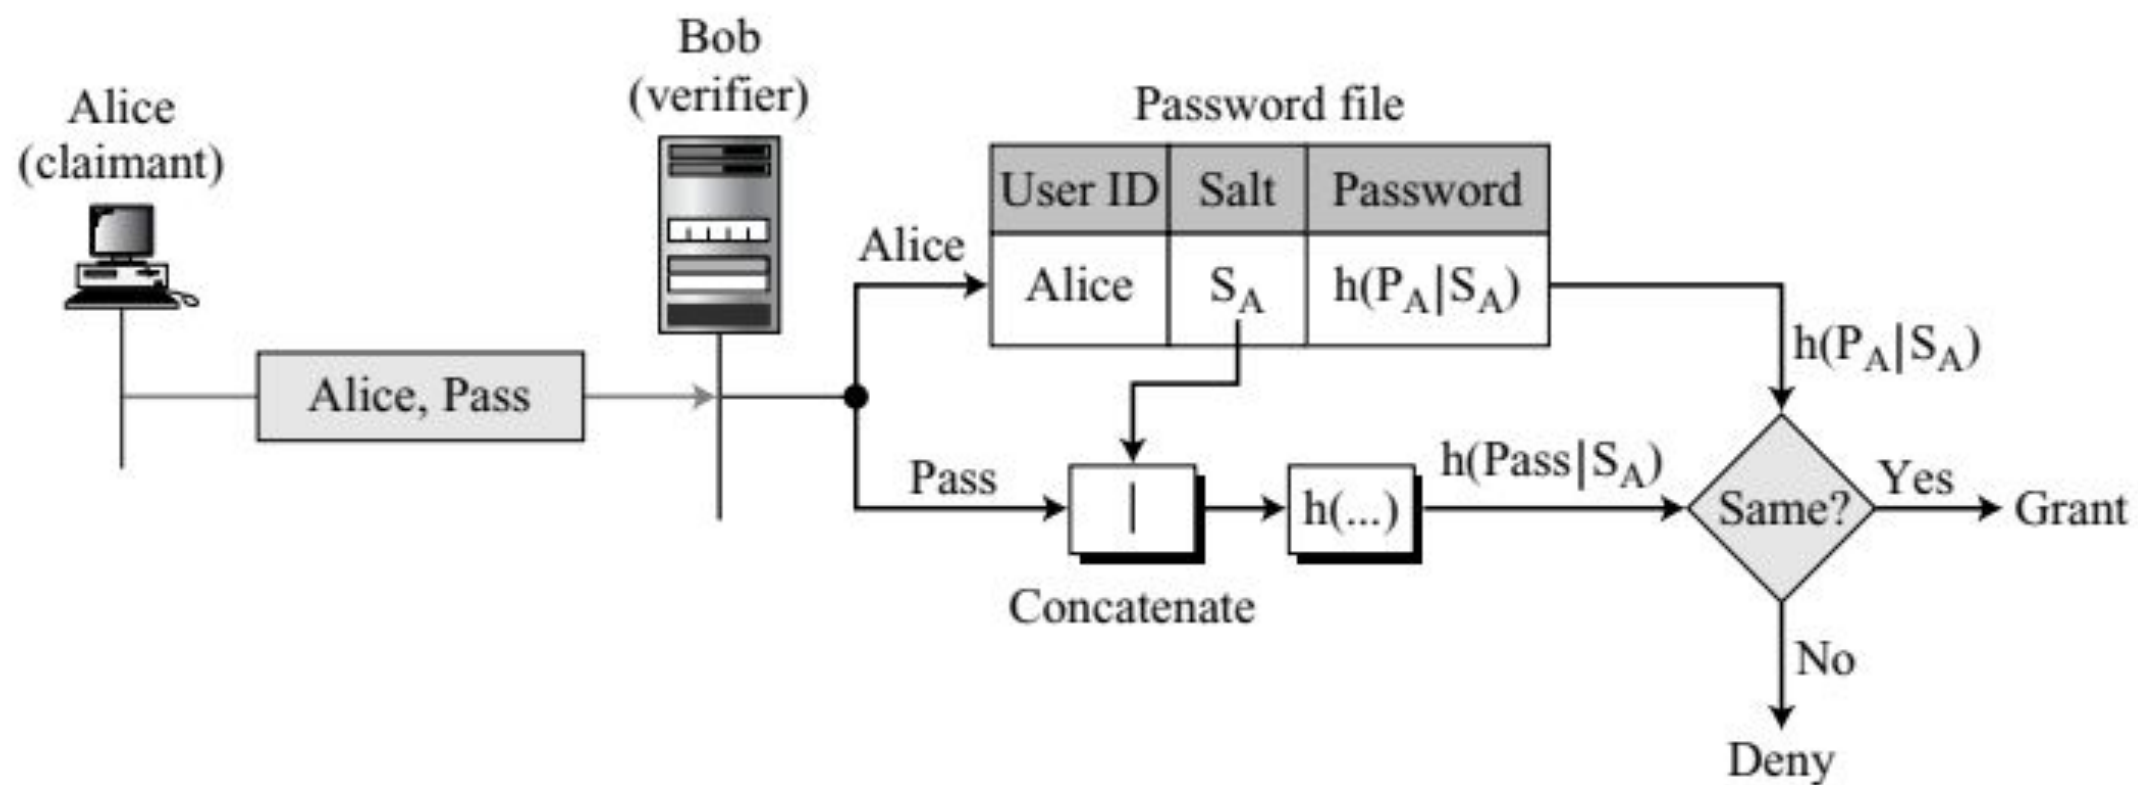 Alice
(claimant)
Bob
(verifier)
Alice, Pass
Password file
User ID Salt Password
Alice S_A h(P_A|S_A)
Alice
h(P_A|S_A)
Pass
|
Concatenate
h(...)
h(Pass|S_A)
Same?
Yes
Grant
No
Deny